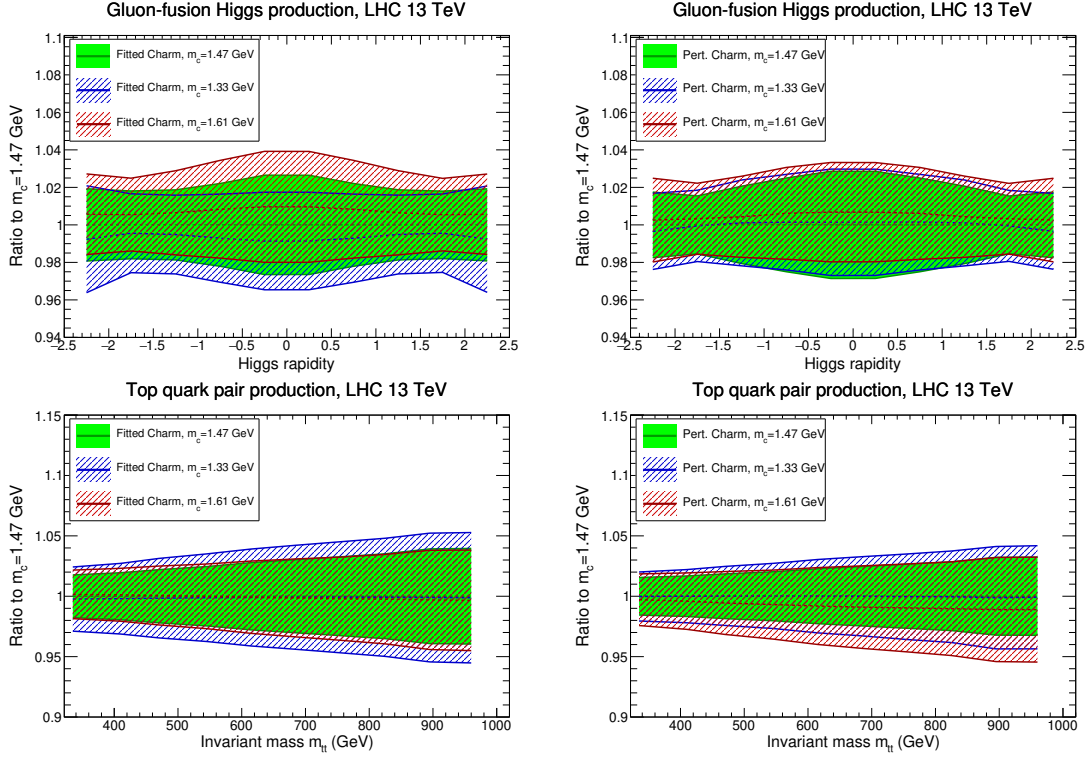 Gluon-fusion Higgs production, LHC 13 TeV
Ratio to m_c=1.47 GeV
1.1
1.08
1.06
1.04
1.02
1
0.98
0.96
0.94
Fitted Charm, m_c=1.47 GeV
Fitted Charm, m_c=1.33 GeV
Fitted Charm, m_c=1.61 GeV
−2.5 −2 −1.5 −1 −0.5 0 0.5 1 1.5 2 2.5
Higgs rapidity
Gluon-fusion Higgs production, LHC 13 TeV
Ratio to m_c=1.47 GeV
1.1
1.08
1.06
1.04
1.02
1
0.98
0.96
0.94
Pert. Charm, m_c=1.47 GeV
Pert. Charm, m_c=1.33 GeV
Pert. Charm, m_c=1.61 GeV
−2.5 −2 −1.5 −1 −0.5 0 0.5 1 1.5 2 2.5
Higgs rapidity
Top quark pair production, LHC 13 TeV
Ratio to m_c=1.47 GeV
1.15
1.1
1.05
1
0.95
0.9
Fitted Charm, m_c=1.47 GeV
Fitted Charm, m_c=1.33 GeV
Fitted Charm, m_c=1.61 GeV
400 500 600 700 800 900 1000
Invariant mass m_tt (GeV)
Top quark pair production, LHC 13 TeV
Ratio to m_c=1.47 GeV
1.15
1.1
1.05
1
0.95
0.9
Pert. Charm, m_c=1.47 GeV
Pert. Charm, m_c=1.33 GeV
Pert. Charm, m_c=1.61 GeV
400 500 600 700 800 900 1000
Invariant mass m_tt (GeV)